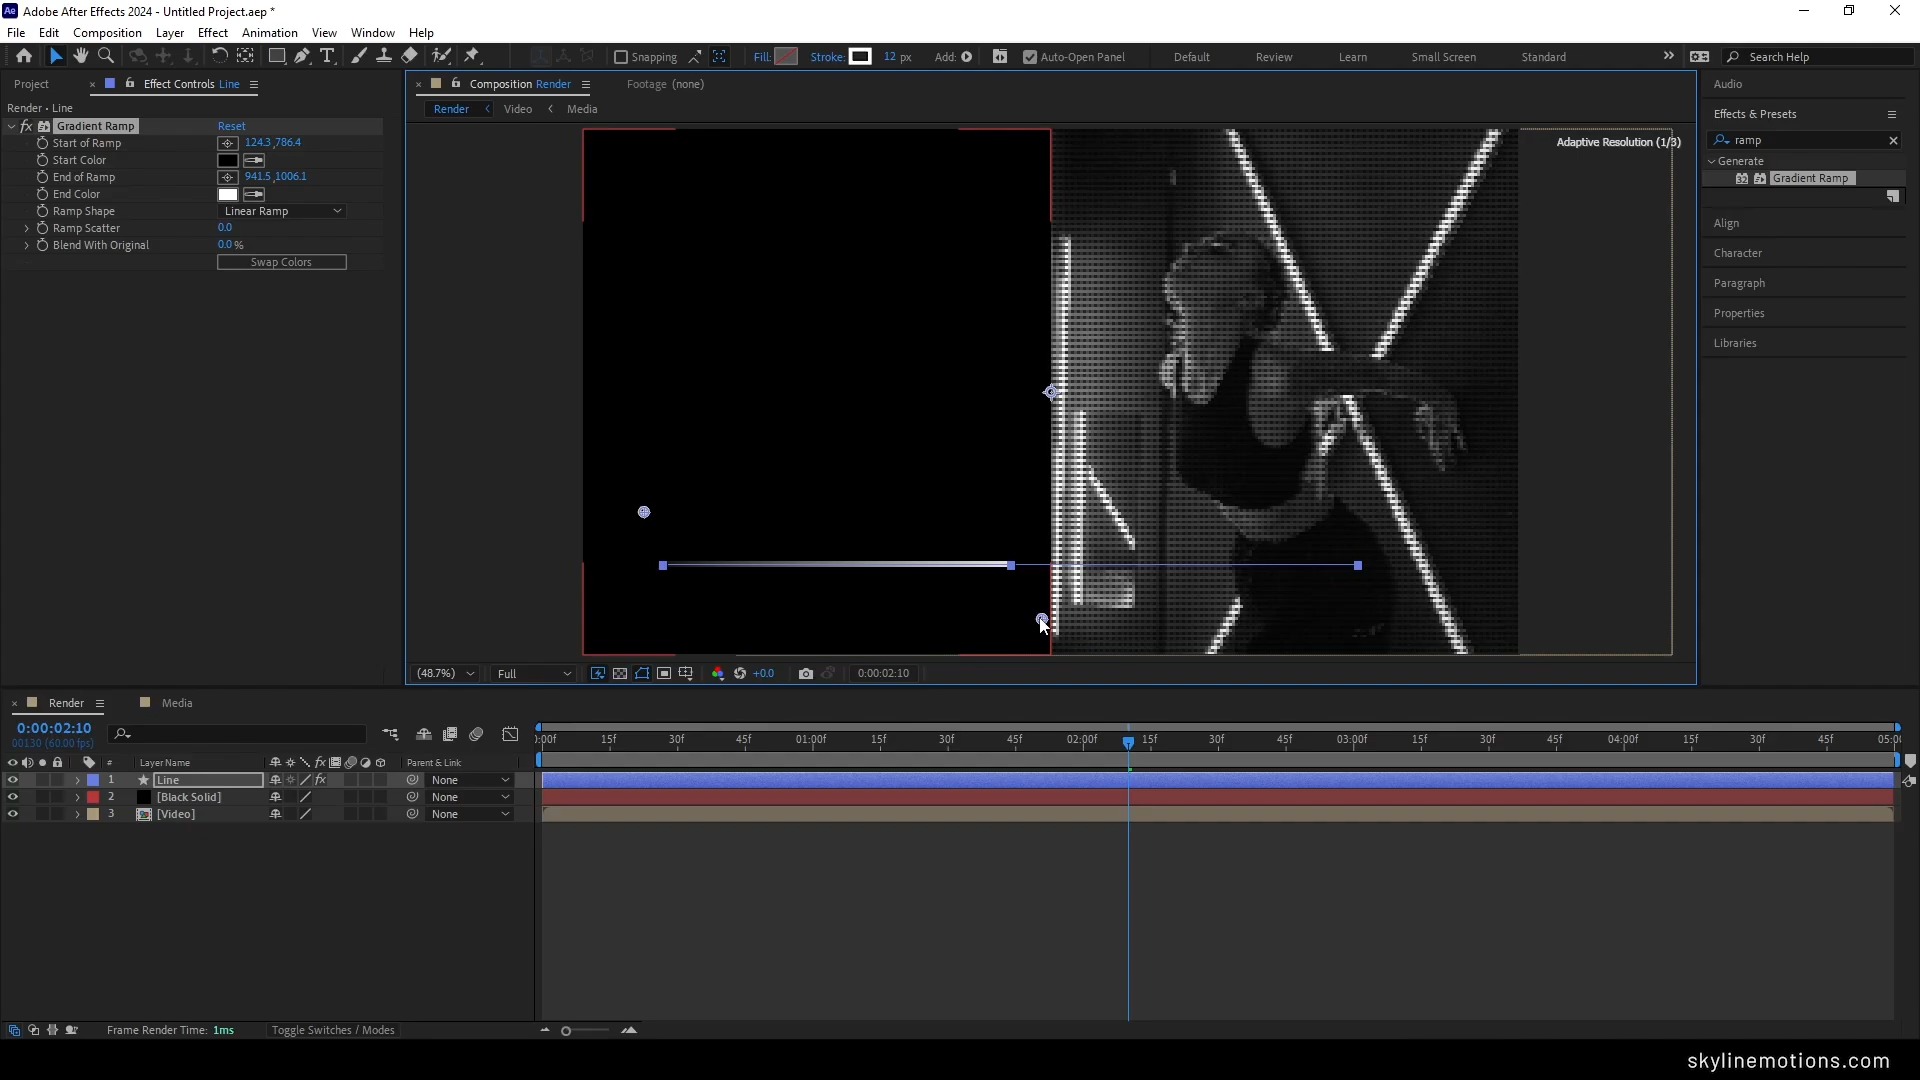 Adobe After Effects 2024 - Untitled Project.aep *
File Edit Composition Layer Effect Animation View Window Help
Snapping Fill: Stroke: 12 px Add: Auto-Open Panel Default Review Learn Small Screen Standard Search Help
Project Effect Controls Line
Render • Line
fx Gradient Ramp Reset
Start of Ramp 124.3,786.4
Start Color
End of Ramp 941.5,1006.1
End Color
Ramp Shape Linear Ramp
Ramp Scatter 0.0
Blend With Original 0.0 %
Swap Colors
Composition Render Footage (none)
Render Video Media
Adaptive Resolution (1/3)
(48.7%) Full +0.0 0:00:02:10
Audio
Effects & Presets
ramp
Generate
32 Gradient Ramp
Align
Character
Paragraph
Properties
Libraries
Render Media
0:00:02:10
00130 (60.00 fps)
# Layer Name fx Parent & Link
1 Line fx None
2 [Black Solid] None
3 [Video] None
):00f 15f 30f 45f 01:00f 15f 30f 45f 02:00f 15f 30f 45f 03:00f 15f 30f 45f 04:00f 15f 30f 45f 05:00
Frame Render Time: 1ms Toggle Switches / Modes
skylinemotions.com